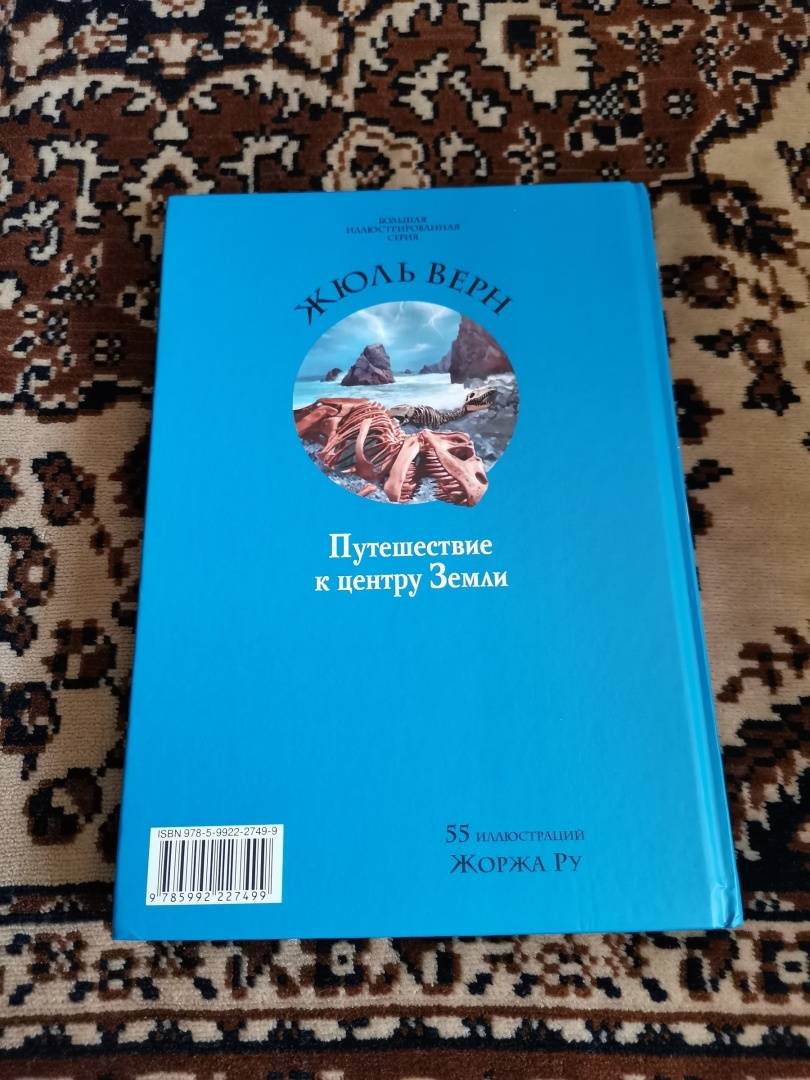 БОЛЬШАЯ
ИЛЛЮСТРИРОВАННАЯ
СЕРИЯ
ЖЮЛЬ ВЕРН
Путешествие
к центру Земли
55 ИЛЛЮСТРАЦИЙ
ЖОРЖА РУ
ISBN 978-5-9922-2749-9
9 785992 227499